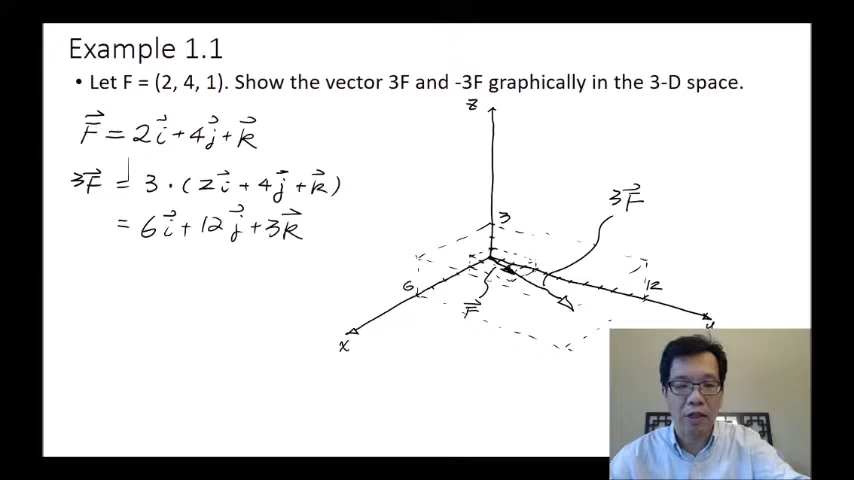 Example 1.1
• Let F = (2, 4, 1). Show the vector 3F and -3F graphically in the 3-D space.
z
F⃗ = 2i⃗ + 4j⃗ + k⃗
3F⃗ = 3 · (2i⃗ + 4j⃗ + k⃗)
= 6i⃗ + 12j⃗ + 3k⃗
3F⃗
3
6
12
F⃗
x
y